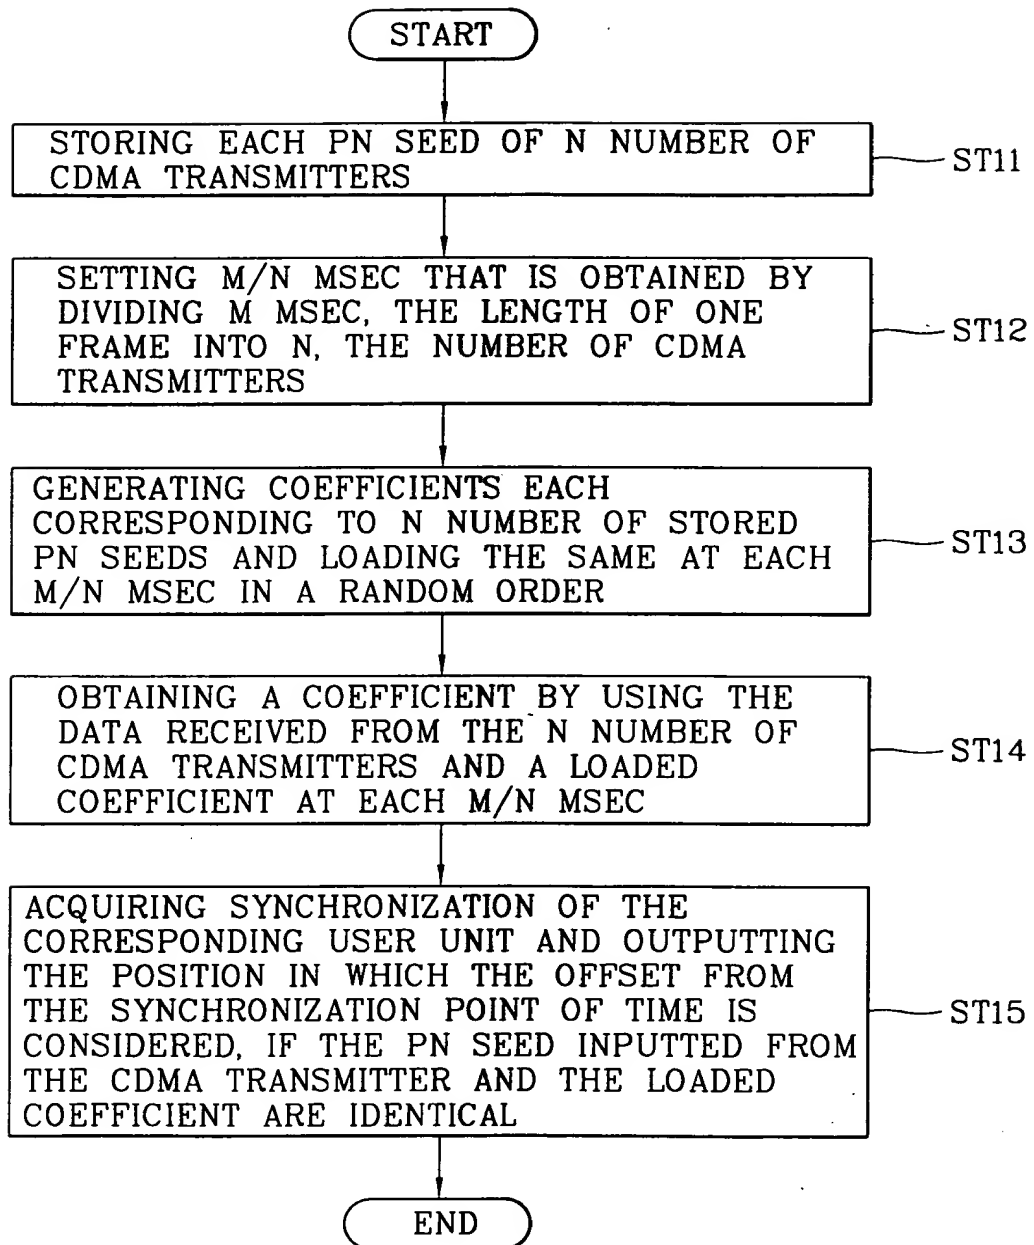 START
STORING EACH PN SEED OF N NUMBER OF
CDMA TRANSMITTERS
ST11
SETTING M/N MSEC THAT IS OBTAINED BY
DIVIDING M MSEC, THE LENGTH OF ONE
FRAME INTO N, THE NUMBER OF CDMA
TRANSMITTERS
ST12
GENERATING COEFFICIENTS EACH
CORRESPONDING TO N NUMBER OF STORED
PN SEEDS AND LOADING THE SAME AT EACH
M/N MSEC IN A RANDOM ORDER
ST13
OBTAINING A COEFFICIENT BY USING THE
DATA RECEIVED FROM THE N NUMBER OF
CDMA TRANSMITTERS AND A LOADED
COEFFICIENT AT EACH M/N MSEC
ST14
ACQUIRING SYNCHRONIZATION OF THE
CORRESPONDING USER UNIT AND OUTPUTTING
THE POSITION IN WHICH THE OFFSET FROM
THE SYNCHRONIZATION POINT OF TIME IS
CONSIDERED, IF THE PN SEED INPUTTED FROM
THE CDMA TRANSMITTER AND THE LOADED
COEFFICIENT ARE IDENTICAL
ST15
END